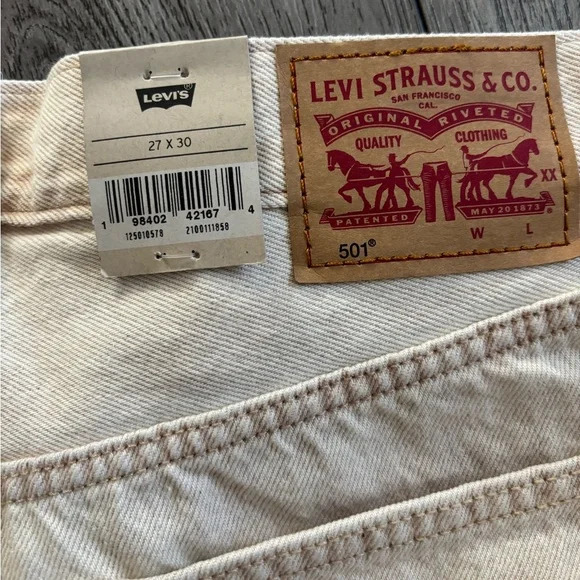 Levi's®
27 X 30
1 98402 42167 4
125010578 2100111858
LEVI STRAUSS & CO.
SAN FRANCISCO
CAL.
ORIGINAL RIVETED
QUALITY CLOTHING
XX
PATENTED MAY 20 1873
501® W L